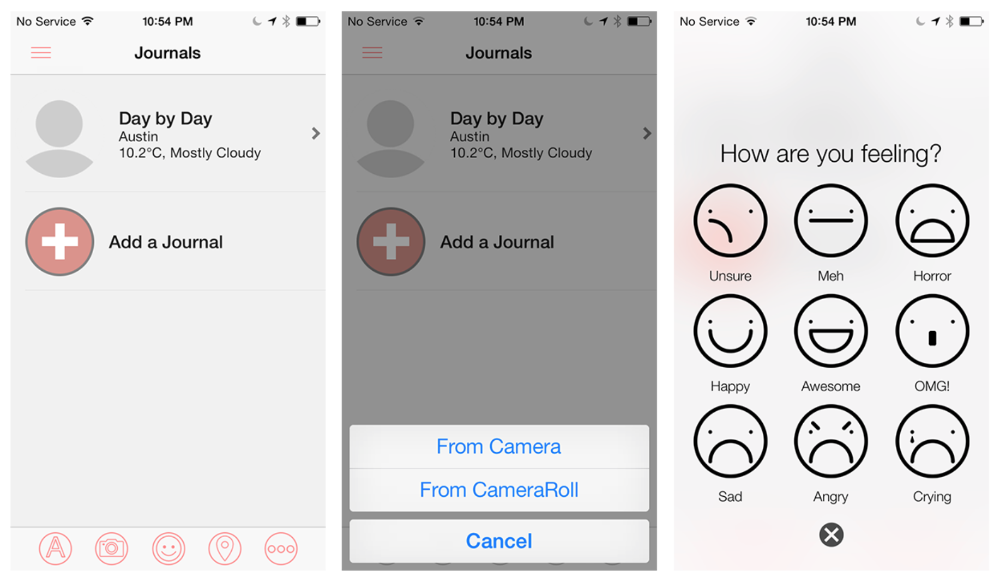 No Service 10:54 PM
Journals
Day by Day
Austin
10.2°C, Mostly Cloudy
Add a Journal
A
No Service 10:54 PM
Journals
Day by Day
Austin
10.2°C, Mostly Cloudy
Add a Journal
From Camera
From CameraRoll
Cancel
No Service 10:54 PM
How are you feeling?
Unsure Meh Horror
Happy Awesome OMG!
Sad Angry Crying